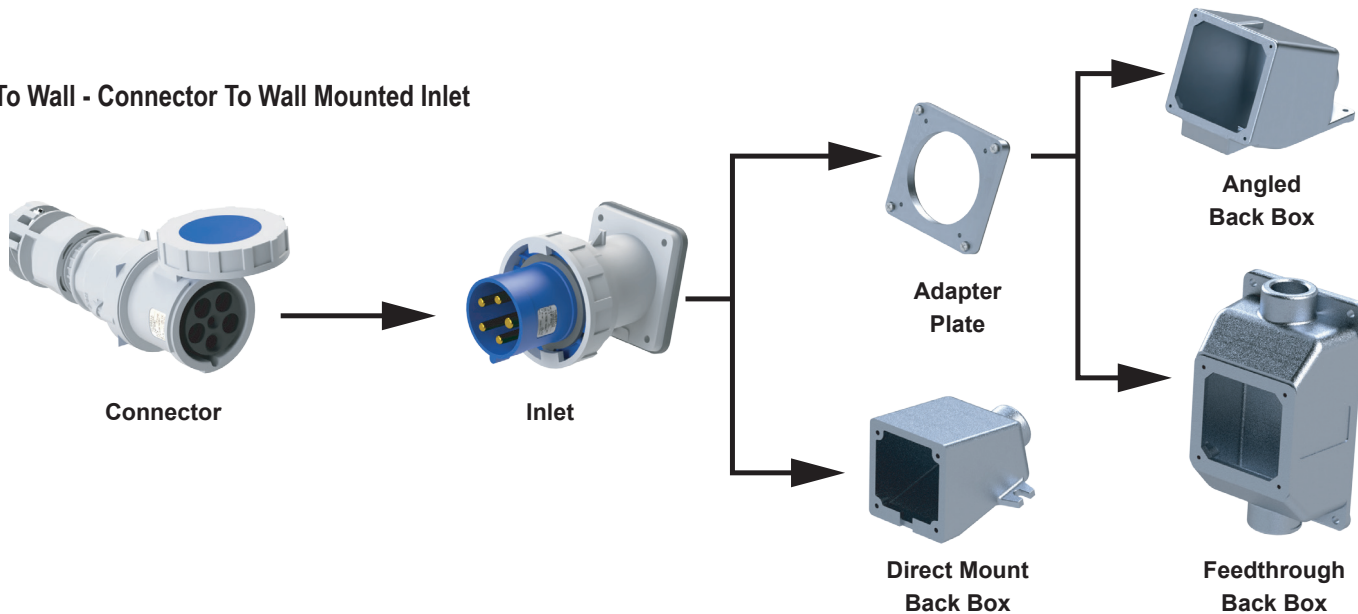 To Wall - Connector To Wall Mounted Inlet
Connector
Inlet
Adapter
Plate
Angled
Back Box
Direct Mount
Back Box
Feedthrough
Back Box